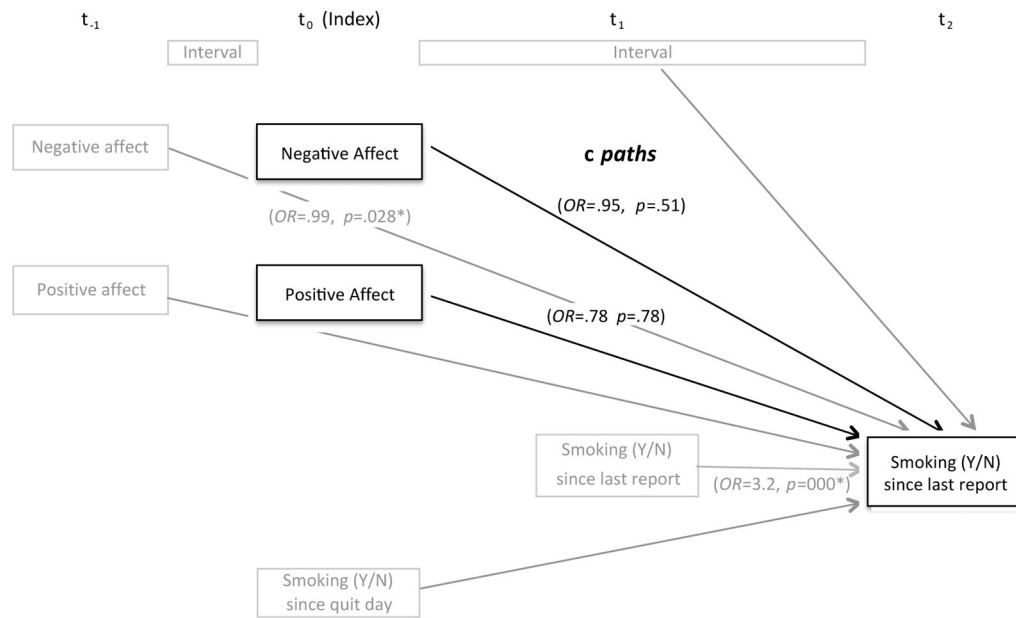 t-1 t0 (Index) t1 t2
Interval Interval
Negative affect
Negative Affect
c paths
(OR=.99, p=.028*)
(OR=.95, p=.51)
Positive affect
Positive Affect
(OR=.78 p=.78)
Smoking (Y/N)
since last report
(OR=3.2, p=000*)
Smoking (Y/N)
since last report
Smoking (Y/N)
since quit day